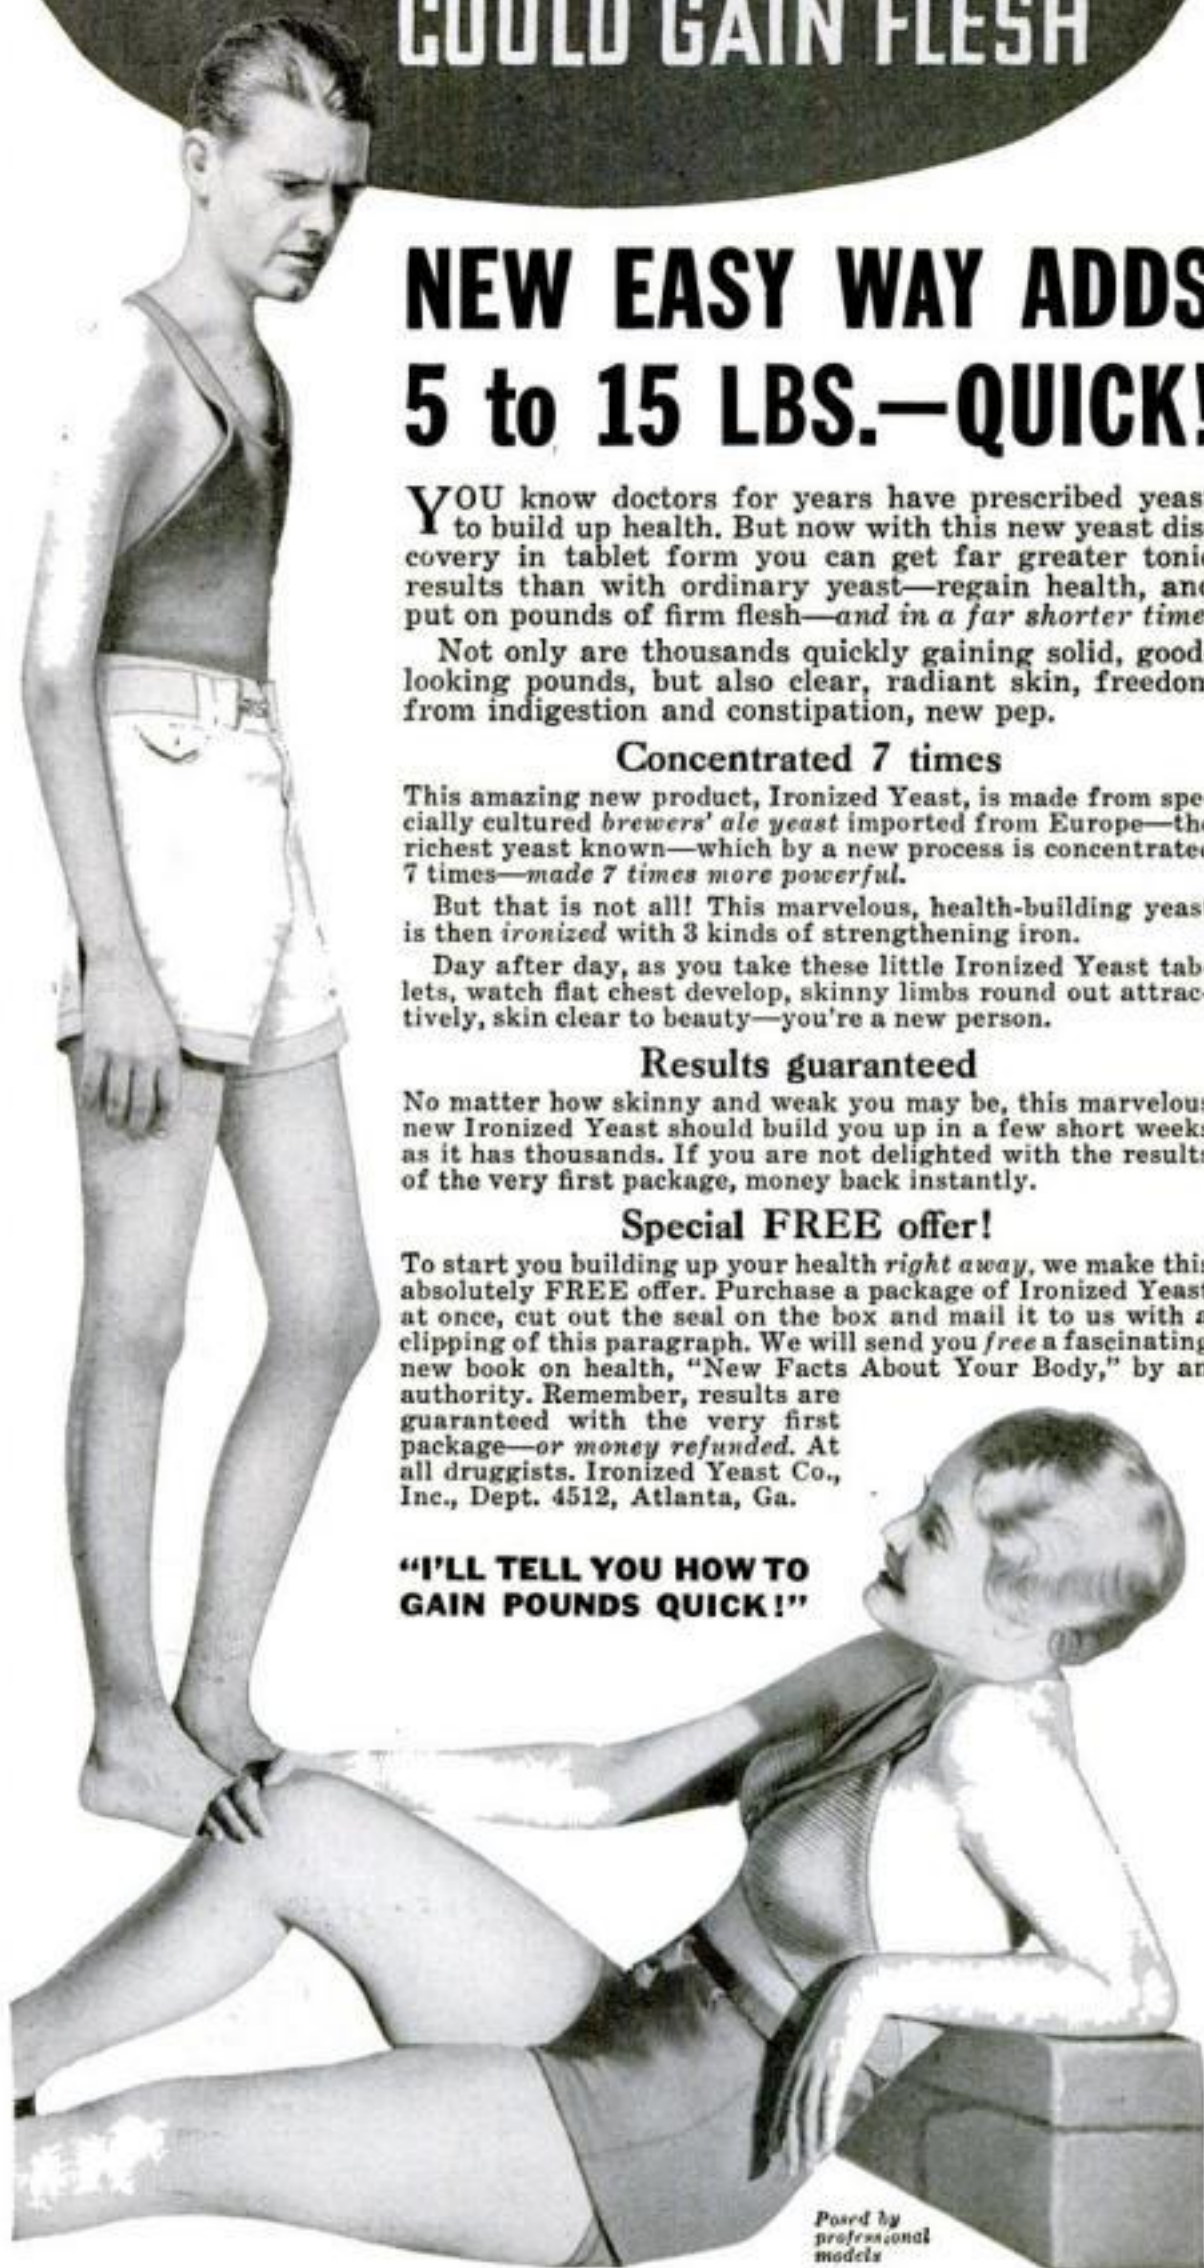 COULD GAIN FLESH
NEW EASY WAY ADDS
5 to 15 LBS.—QUICK!
YOU know doctors for years have prescribed yeas
to build up health. But now with this new yeast dis
covery in tablet form you can get far greater toni
results than with ordinary yeast—regain health, and
put on pounds of firm flesh—and in a far shorter time
Not only are thousands quickly gaining solid, good-
looking pounds, but also clear, radiant skin, freedom
from indigestion and constipation, new pep.
Concentrated 7 times
This amazing new product, Ironized Yeast, is made from spe
cially cultured brewers' ale yeast imported from Europe—the
richest yeast known—which by a new process is concentrated
7 times—made 7 times more powerful.
But that is not all! This marvelous, health-building yeas
is then ironized with 3 kinds of strengthening iron.
Day after day, as you take these little Ironized Yeast tab-
lets, watch flat chest develop, skinny limbs round out attrac-
tively, skin clear to beauty—you're a new person.
Results guaranteed
No matter how skinny and weak you may be, this marvelous
new Ironized Yeast should build you up in a few short weeks
as it has thousands. If you are not delighted with the results
of the very first package, money back instantly.
Special FREE offer!
To start you building up your health right away, we make this
absolutely FREE offer. Purchase a package of Ironized Yeast
at once, cut out the seal on the box and mail it to us with a
clipping of this paragraph. We will send you free a fascinating
new book on health, “New Facts About Your Body,” by an
authority. Remember, results are
guaranteed with the very first
package—or money refunded. At
all druggists. Ironized Yeast Co.,
Inc., Dept. 4512, Atlanta, Ga.
“I'LL TELL YOU HOW TO
GAIN POUNDS QUICK!”
Posed by
professional
models